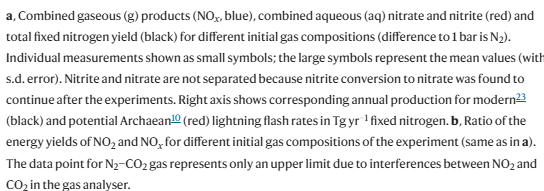 a, Combined gaseous (g) products (NOx, blue), combined aqueous (aq) nitrate and nitrite (red) and
total fixed nitrogen yield (black) for different initial gas compositions (difference to 1 bar is N2).
Individual measurements shown as small symbols; the large symbols represent the mean values (with
s.d. error). Nitrite and nitrate are not separated because nitrite conversion to nitrate was found to
continue after the experiments. Right axis shows corresponding annual production for modern23
(black) and potential Archaean10 (red) lightning flash rates in Tg yr−1 fixed nitrogen. b, Ratio of the
energy yields of NO2 and NOx for different initial gas compositions of the experiment (same as in a).
The data point for N2–CO2 gas represents only an upper limit due to interferences between NO2 and
CO2 in the gas analyser.